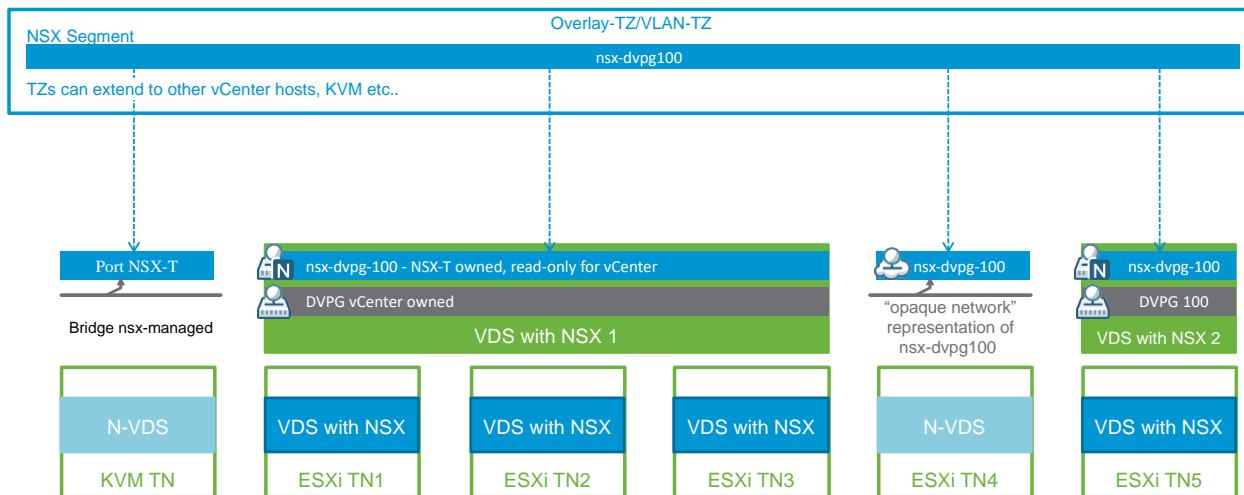 Overlay-TZ/VLAN-TZ
NSX Segment
nsx-dvpg100
TZs can extend to other vCenter hosts, KVM etc..
Port NSX-T
Bridge nsx-managed
N
nsx-dvpg-100 - NSX-T owned, read-only for vCenter
DVPG vCenter owned
VDS with NSX 1
nsx-dvpg-100
“opaque network”
representation of
nsx-dvpg100
N
nsx-dvpg-100
DVPG 100
VDS with NSX 2
N-VDS
KVM TN
VDS with NSX
ESXi TN1
VDS with NSX
ESXi TN2
VDS with NSX
ESXi TN3
N-VDS
ESXi TN4
VDS with NSX
ESXi TN5